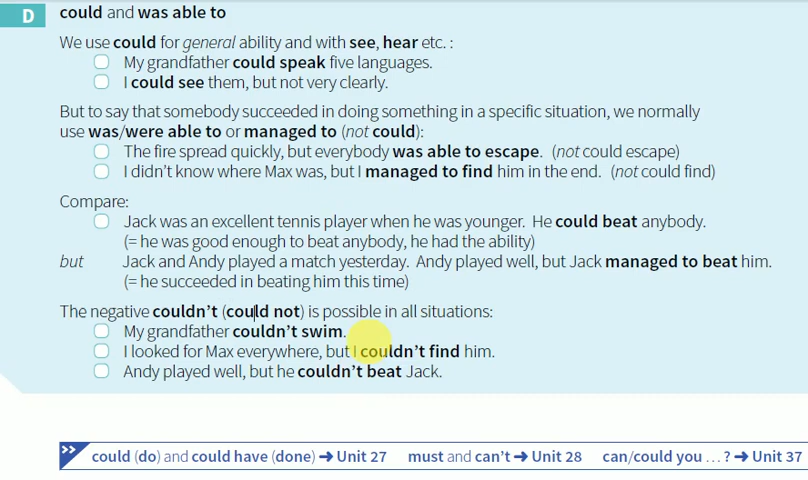 D could and was able to
We use could for general ability and with see, hear etc. :
My grandfather could speak five languages.
I could see them, but not very clearly.
But to say that somebody succeeded in doing something in a specific situation, we normally
use was/were able to or managed to (not could):
The fire spread quickly, but everybody was able to escape. (not could escape)
I didn't know where Max was, but I managed to find him in the end. (not could find)
Compare:
Jack was an excellent tennis player when he was younger. He could beat anybody.
(= he was good enough to beat anybody, he had the ability)
but Jack and Andy played a match yesterday. Andy played well, but Jack managed to beat him.
(= he succeeded in beating him this time)
The negative couldn't (could not) is possible in all situations:
My grandfather couldn't swim.
I looked for Max everywhere, but I couldn't find him.
Andy played well, but he couldn't beat Jack.
>> could (do) and could have (done) ➜ Unit 27 must and can't ➜ Unit 28 can/could you ... ? ➜ Unit 37